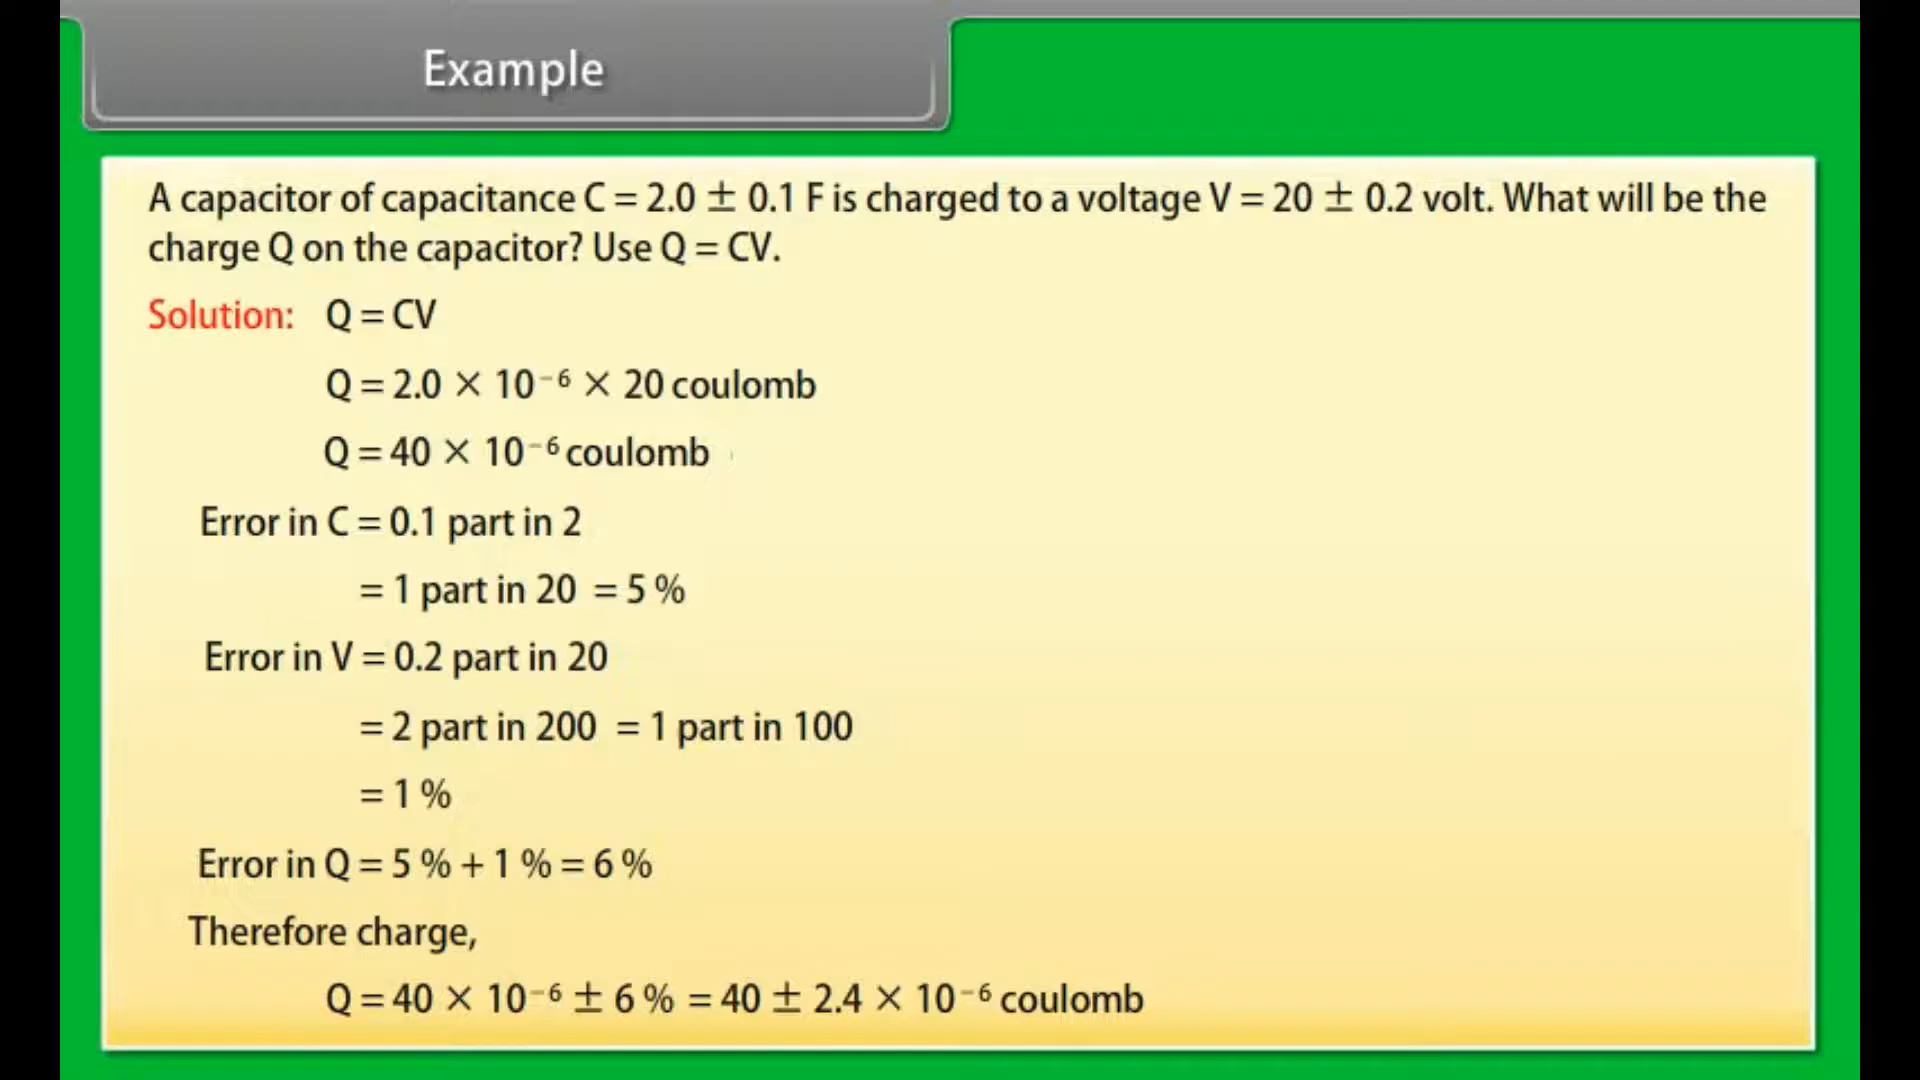 Example
A capacitor of capacitance C = 2.0 ± 0.1 F is charged to a voltage V = 20 ± 0.2 volt. What will be the
charge Q on the capacitor? Use Q = CV.
Solution: Q = CV
Q = 2.0 × 10⁻⁶ × 20 coulomb
Q = 40 × 10⁻⁶ coulomb
Error in C = 0.1 part in 2
= 1 part in 20 = 5 %
Error in V = 0.2 part in 20
= 2 part in 200 = 1 part in 100
= 1 %
Error in Q = 5 % + 1 % = 6 %
Therefore charge,
Q = 40 × 10⁻⁶ ± 6 % = 40 ± 2.4 × 10⁻⁶ coulomb